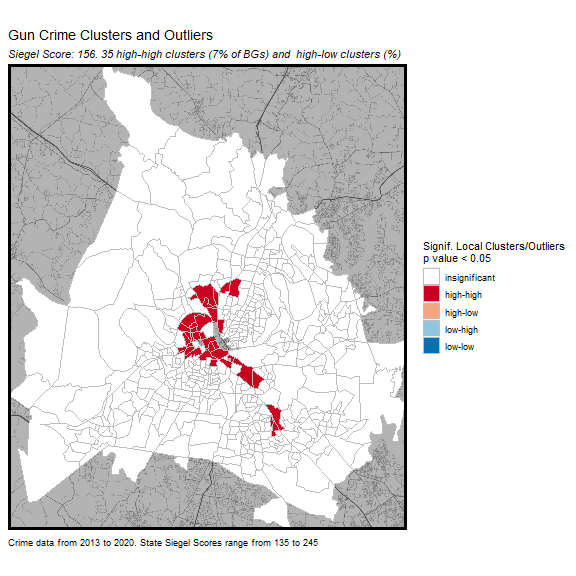 Gun Crime Clusters and Outliers
Siegel Score: 156. 35 high-high clusters (7% of BGs) and  high-low clusters (%)
Signif. Local Clusters/Outliers
p value < 0.05
insignificant
high-high
high-low
low-high
low-low
Crime data from 2013 to 2020. State Siegel Scores range from 135 to 245